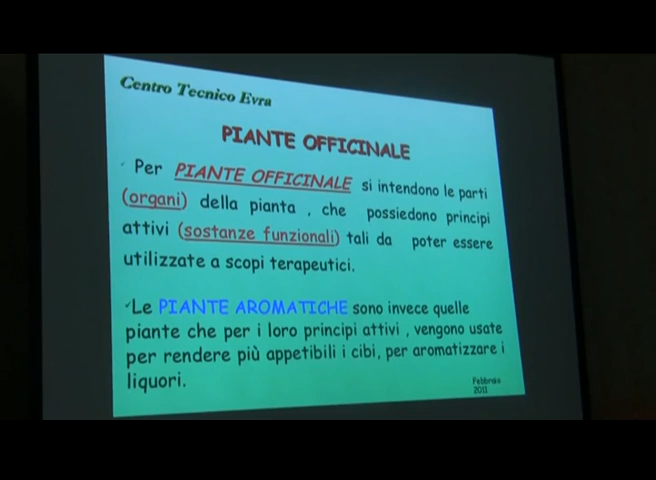 Centro Tecnico Evra
PIANTE OFFICINALE
Per PIANTE OFFICINALE si intendono le parti
(organi) della pianta , che possiedono principi
attivi (sostanze funzionali) tali da poter essere
utilizzate a scopi terapeutici.
Le PIANTE AROMATICHE sono invece quelle
piante che per i loro principi attivi , vengono usate
per rendere più appetibili i cibi, per aromatizzare i
liquori.
Febbraio
2011